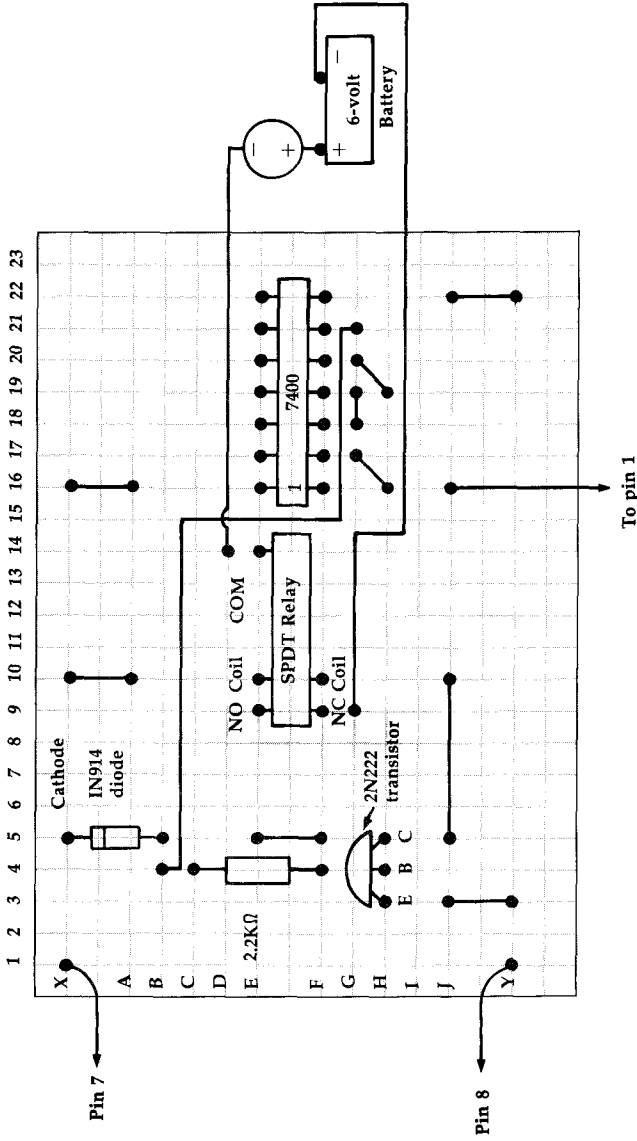 1 2 3 4 5 6 7 8 9 10 11 12 13 14 15 16 17 18 19 20 21 22 23
X
A
B
C
D
E
F
G
H
I
J
Y
Pin 7
Pin 8
To pin 1
Cathode
IN914
diode
2.2KΩ
NO Coil
COM
SPDT Relay
NC Coil
1
7400
2N222
transistor
E B C
−
+
+
−
6-volt
Battery